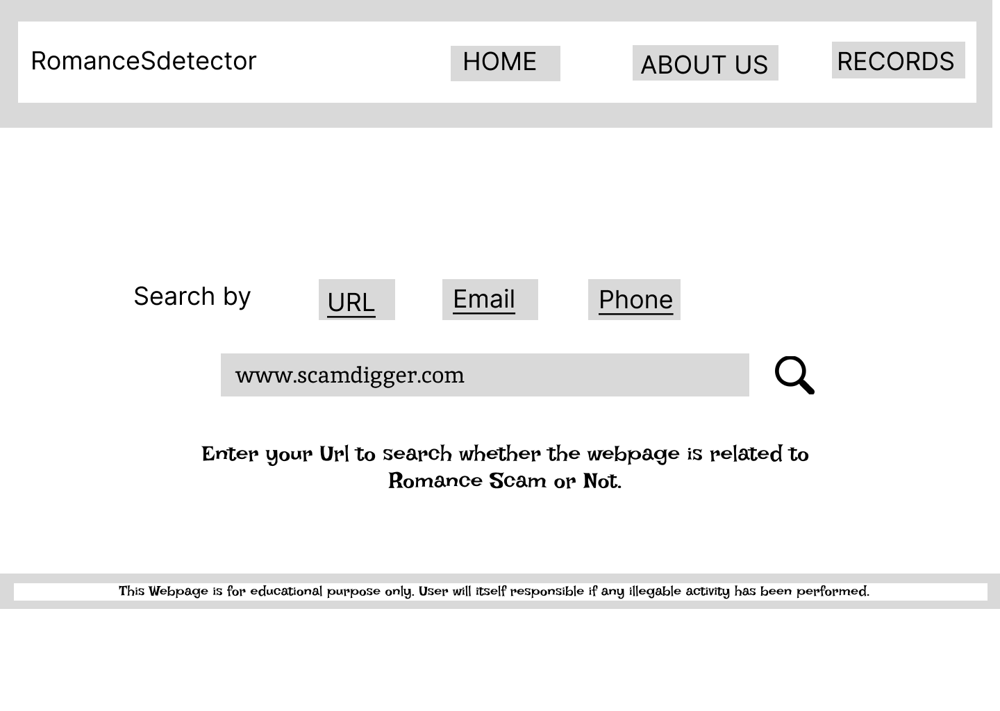 RomanceSdetector HOME ABOUT US RECORDS
Search by URL Email Phone
www.scamdigger.com
Enter your Url to search whether the webpage is related to
Romance Scam or Not.
This Webpage is for educational purpose only. User will itself responsible if any illegable activity has been performed.